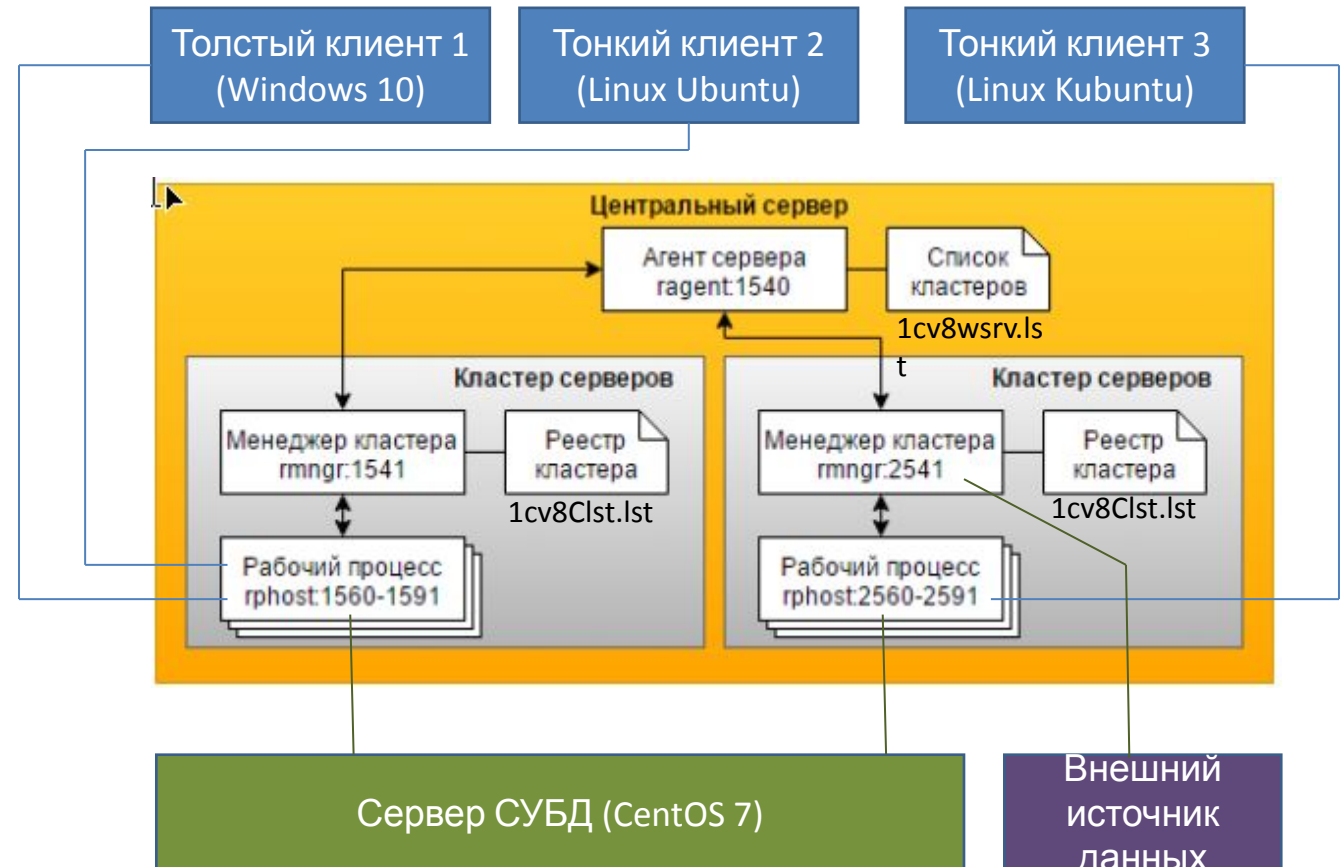 Толстый клиент 1
(Windows 10)
Тонкий клиент 2
(Linux Ubuntu)
Тонкий клиент 3
(Linux Kubuntu)
Центральный сервер
Агент сервера
ragent:1540
Список
кластеров
1cv8wsrv.ls
t
Кластер серверов
Менеджер кластера
rmngr:1541
Реестр
кластера
1cv8Clst.lst
Рабочий процесс
rphost:1560-1591
Кластер серверов
Менеджер кластера
rmngr:2541
Реестр
кластера
1cv8Clst.lst
Рабочий процесс
rphost:2560-2591
Сервер СУБД (CentOS 7)
Внешний
источник
данных